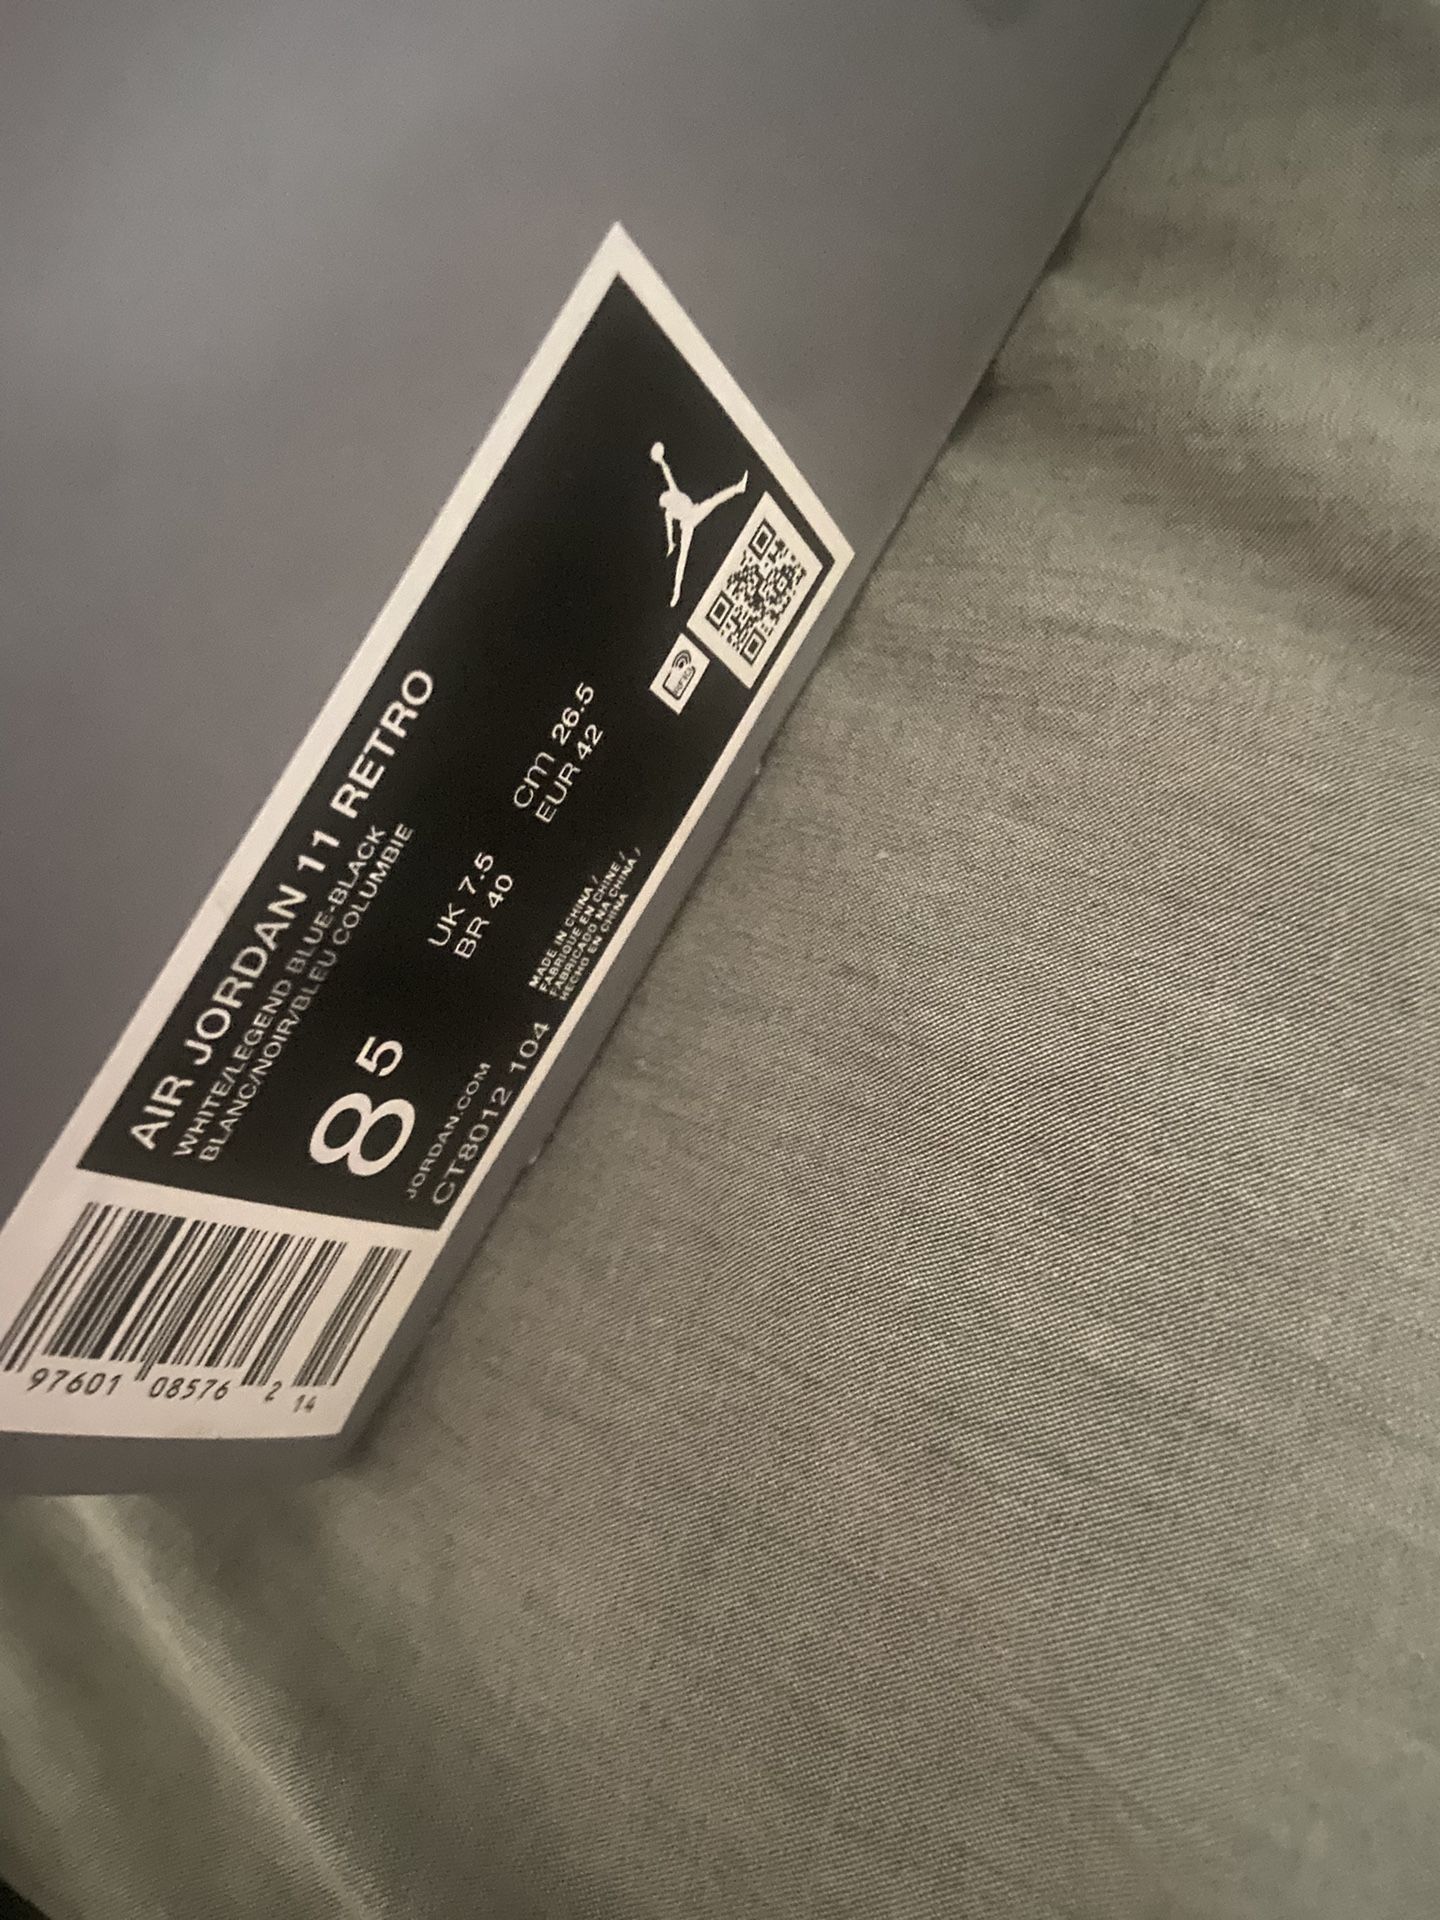 AIR JORDAN 11 RETRO
WHITE/LEGEND BLUE-BLACK
BLANC/NOIR/BLEU COLUMBIE
8 5
UK 7.5
BR 40
cm 26.5
EUR 42
JORDAN.COM
CT8012 104
MADE IN CHINA /
FABRIQUE EN CHINE /
FABRICADO NA CHINA /
HECHO EN CHINA
RFID
97601 08576 2 14